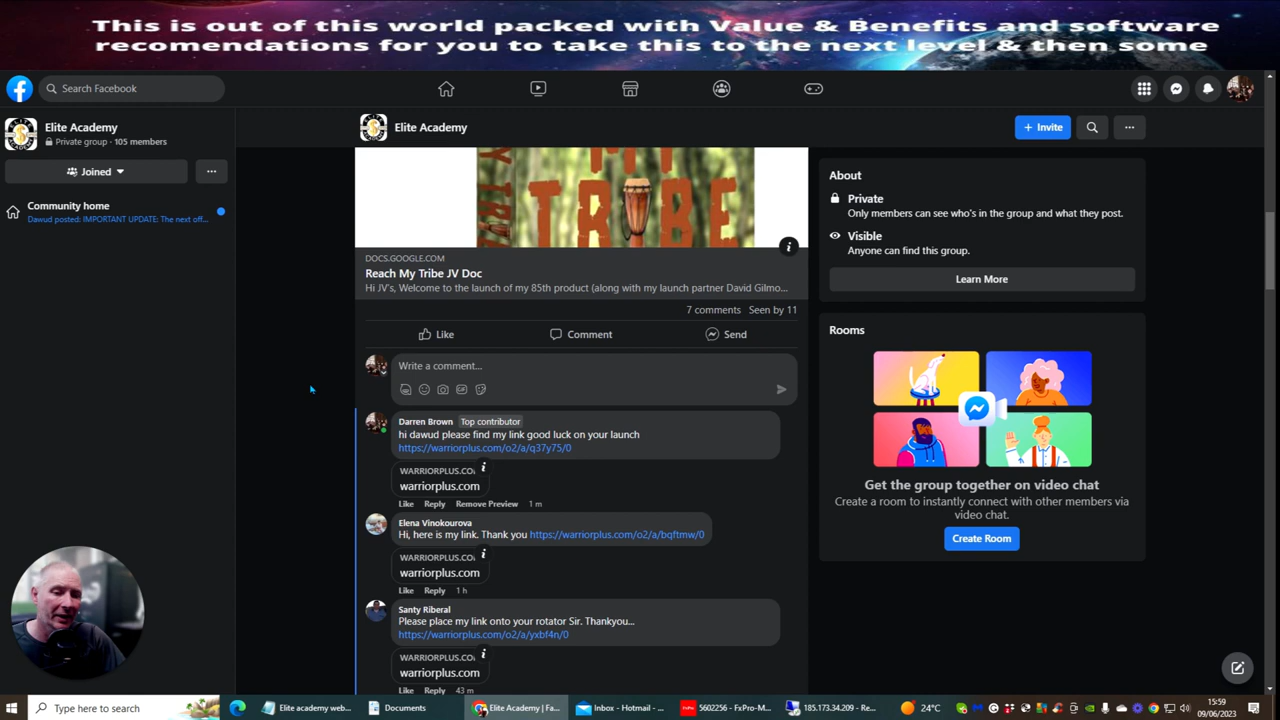 This is out of this world packed with Value & Benefits and software
recomendations for you to take this to the next level & then some
Search Facebook
Elite Academy
Private group · 105 members
Joined
Community home
Dawud posted: IMPORTANT UPDATE: The next off...
Elite Academy
+ Invite
MY TRIBE
TRIBE
DOCS.GOOGLE.COM
Reach My Tribe JV Doc
Hi JV's, Welcome to the launch of my 85th product (along with my launch partner David Gilmo...
7 comments Seen by 11
Like Comment Send
Write a comment...
GIF
Darren Brown Top contributor
hi dawud please find my link good luck on your launch
https://warriorplus.com/o2/a/q37y75/0
WARRIORPLUS.CO
warriorplus.com
Like Reply Remove Preview 1 m
Elena Vinokourova
Hi, here is my link. Thank you https://warriorplus.com/o2/a/bqftmw/0
WARRIORPLUS.CO
warriorplus.com
Like Reply 1 h
Santy Riberal
Please place my link onto your rotator Sir. Thankyou...
https://warriorplus.com/o2/a/yxbf4n/0
WARRIORPLUS.CO
warriorplus.com
Like Reply 43 m
About
Private
Only members can see who's in the group and what they post.
Visible
Anyone can find this group.
Learn More
Rooms
Get the group together on video chat
Create a room to instantly connect with other members via
video chat.
Create Room
Type here to search
Elite academy web...
Documents
Elite Academy | Fa...
Inbox - Hotmail - ...
5602256 - FxPro-M...
185.173.34.209 - Re...
24°C
15:59
09/06/2023